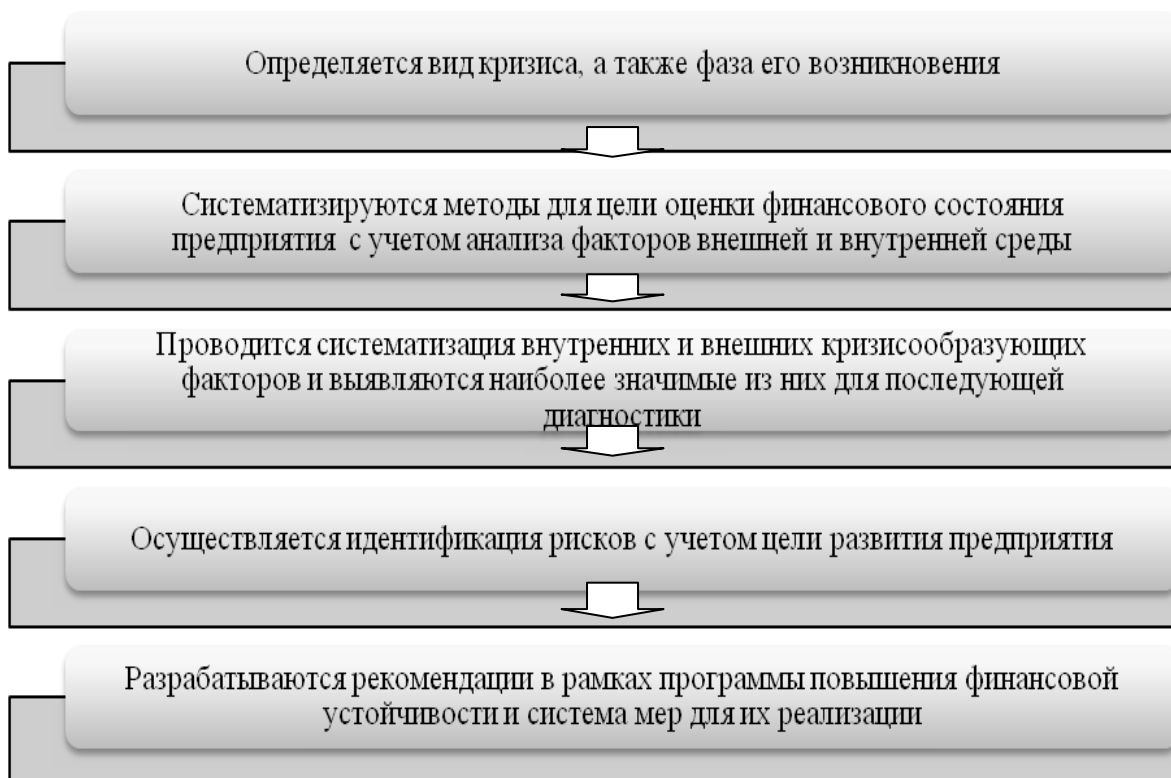 Определяется вид кризиса, а также фаза его возникновения
Систематизируются методы для цели оценки финансового состояния
предприятия с учетом анализа факторов внешней и внутренней среды
Проводится систематизация внутренних и внешних кризисообразующих
факторов и выявляются наиболее значимые из них для последующей
диагностики
Осуществляется идентификация рисков с учетом цели развития предприятия
Разрабатываются рекомендации в рамках программы повышения финансовой
устойчивости и система мер для их реализации